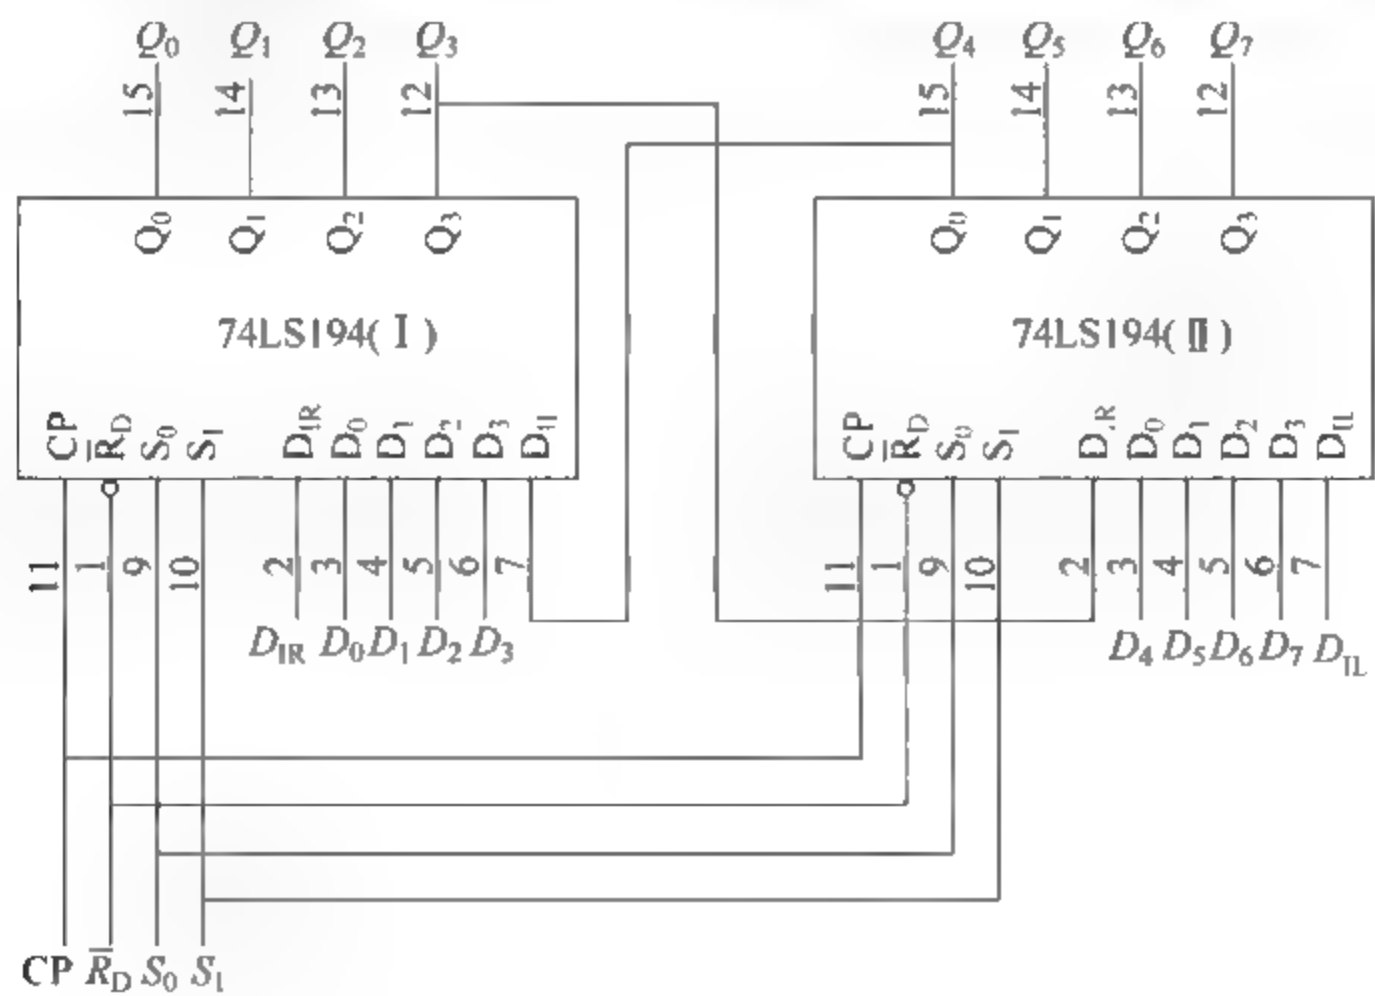 Q0 Q1 Q2 Q3 Q4 Q5 Q6 Q7
15 14 13 12 15 14 13 12
Q0 Q1 Q2 Q3 Q0 Q1 Q2 Q3
74LS194(Ⅰ) 74LS194(Ⅱ)
CP R̅D S0 S1 DIR D0 D1 D2 D3 DIL CP R̅D S0 S1 DIR D0 D1 D2 D3 DIL
11 1 9 10 2 3 4 5 6 7 11 1 9 10 2 3 4 5 6 7
DIR D0 D1 D2 D3 D4 D5 D6 D7 DIL
CP R̅D S0 S1